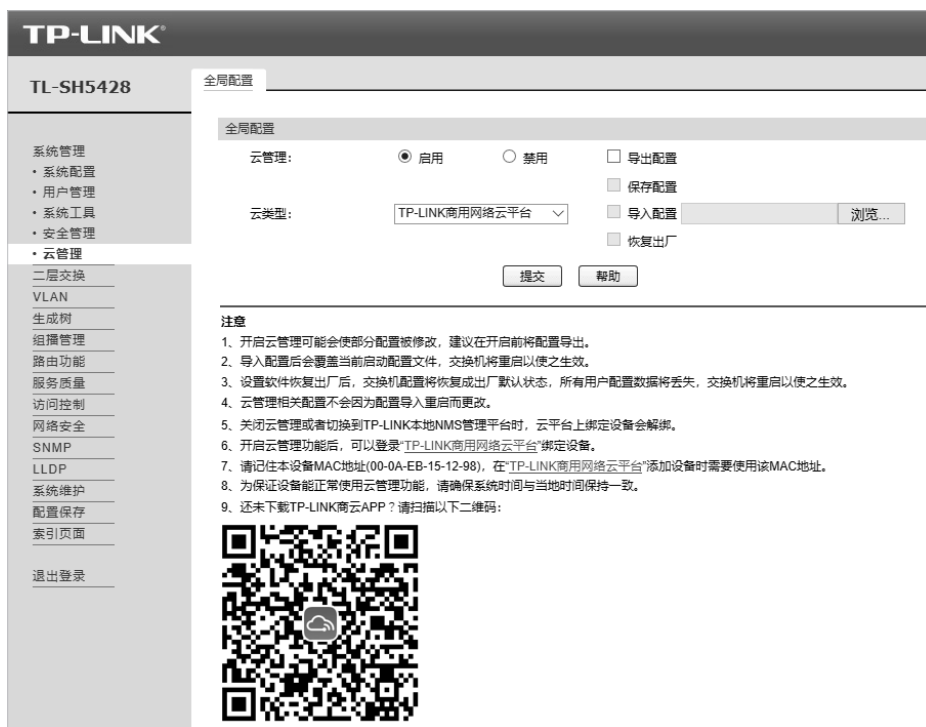 TP-LINK®
TL-SH5428
全局配置
系统管理
• 系统配置
• 用户管理
• 系统工具
• 安全管理
• 云管理
二层交换
VLAN
生成树
组播管理
路由功能
服务质量
访问控制
网络安全
SNMP
LLDP
系统维护
配置保存
索引页面
退出登录
全局配置
云管理： 启用 禁用 导出配置
保存配置
云类型： TP-LINK商用网络云平台 导入配置 浏览...
恢复出厂
提交 帮助
注意
1、开启云管理可能会使部分配置被修改，建议在开启前将配置导出。
2、导入配置后会覆盖当前启动配置文件，交换机将重启以使之生效。
3、设置软件恢复出厂后，交换机配置将恢复成出厂默认状态，所有用户配置数据将丢失，交换机将重启以使之生效。
4、云管理相关配置不会因为配置导入重启而更改。
5、关闭云管理或者切换到TP-LINK本地NMS管理平台时，云平台上绑定设备会解绑。
6、开启云管理功能后，可以登录“TP-LINK商用网络云平台”绑定设备。
7、请记住本设备MAC地址(00-0A-EB-15-12-98)，在“TP-LINK商用网络云平台”添加设备时需要使用该MAC地址。
8、为保证设备能正常使用云管理功能，请确保系统时间与当地时间保持一致。
9、还未下载TP-LINK商云APP？请扫描以下二维码：